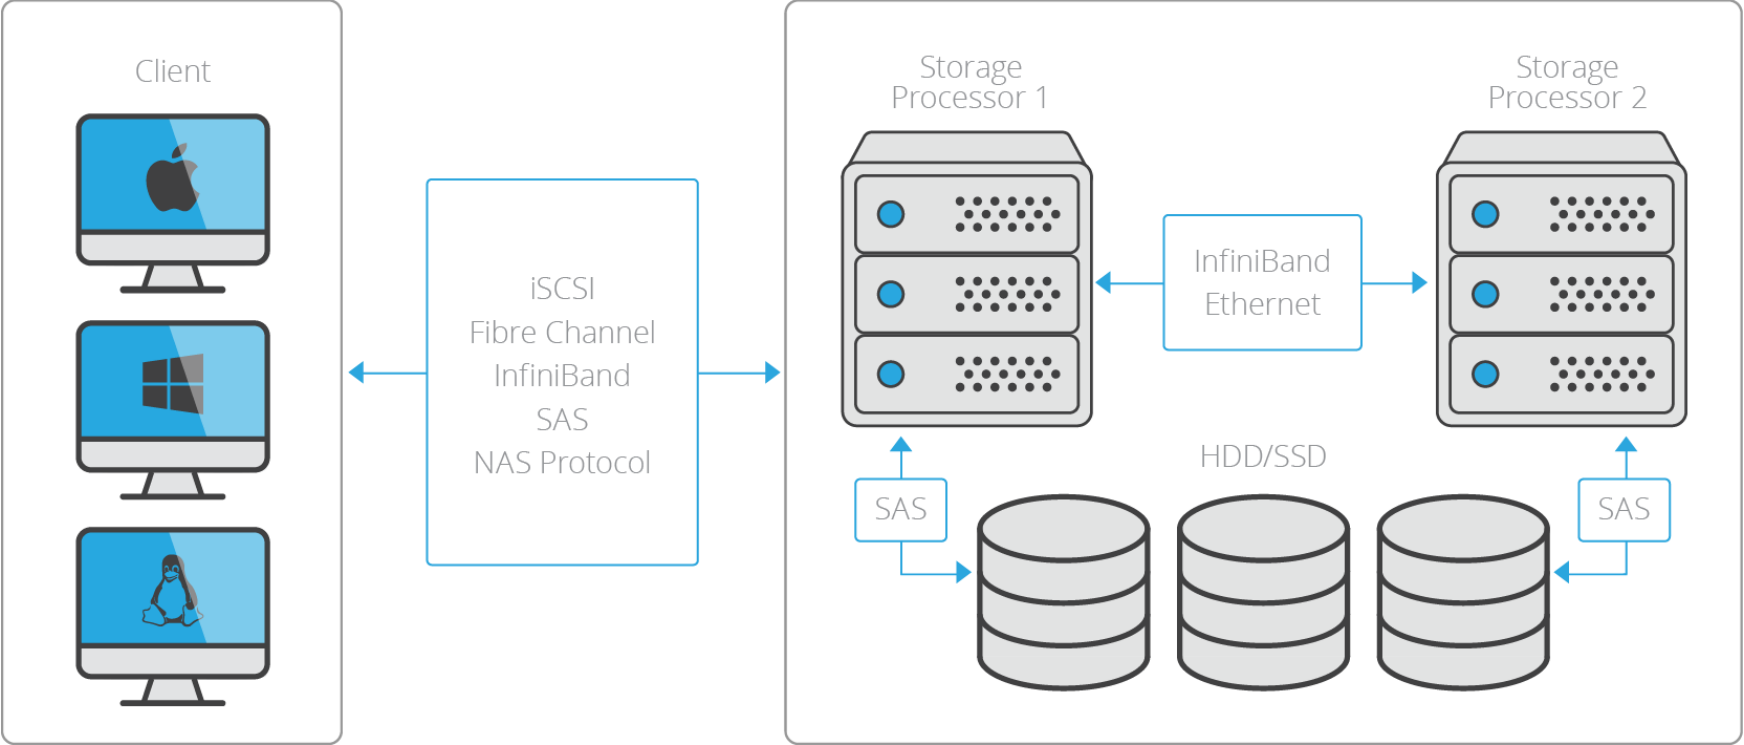 Client
iSCSI
Fibre Channel
InfiniBand
SAS
NAS Protocol
Storage
Processor 1
InfiniBand
Ethernet
Storage
Processor 2
SAS
HDD/SSD
SAS